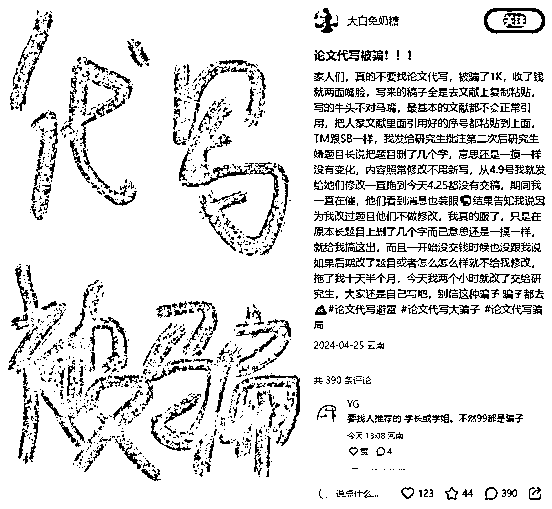 代写
被骗
大白兔奶糖
论文代写被骗！！！
家人们，真的不要找论文代写，被骗了1K，收了钱
就两面嘴脸，写来的稿子全是去文献上复制粘贴，
写的牛头不对马嘴，最基本的文献都不会正常引
用，把人家文献里面引用好的序号都粘贴到上面，
TM跟SB一样，我发给研究生批注第二次后研究生
嫌题目长说把题目删了几个字，意思还是一摸一样
没有变化，内容照常修改不用新写，从4.9号我就发
给他们修改一直拖到今天4.25都没有交稿，期间我
一直在催，他们看到消息也装眼 结果告知我说因
为我改过题目他们不做修改，我真的服了，只是在
原本长题目上删了几个字而已意思还是一摸一样，
就给我搞这出，而且一开始没交钱时候也没跟我说
如果后期改了题目或者怎么怎么样就不给我修改，
拖了我十天半个月，今天我两个小时就改了交给研
究生，大家还是自己写吧，别信这种骗子 骗子都去
#论文代写避雷 #论文代写大骗子 #论文代写骗
局
2024-04-25 云南
共 390 条评论
VG
要找人推荐的 学长或学姐，不然99都是骗子
今天 13:08 河南
4
说点什么...
123
44
390